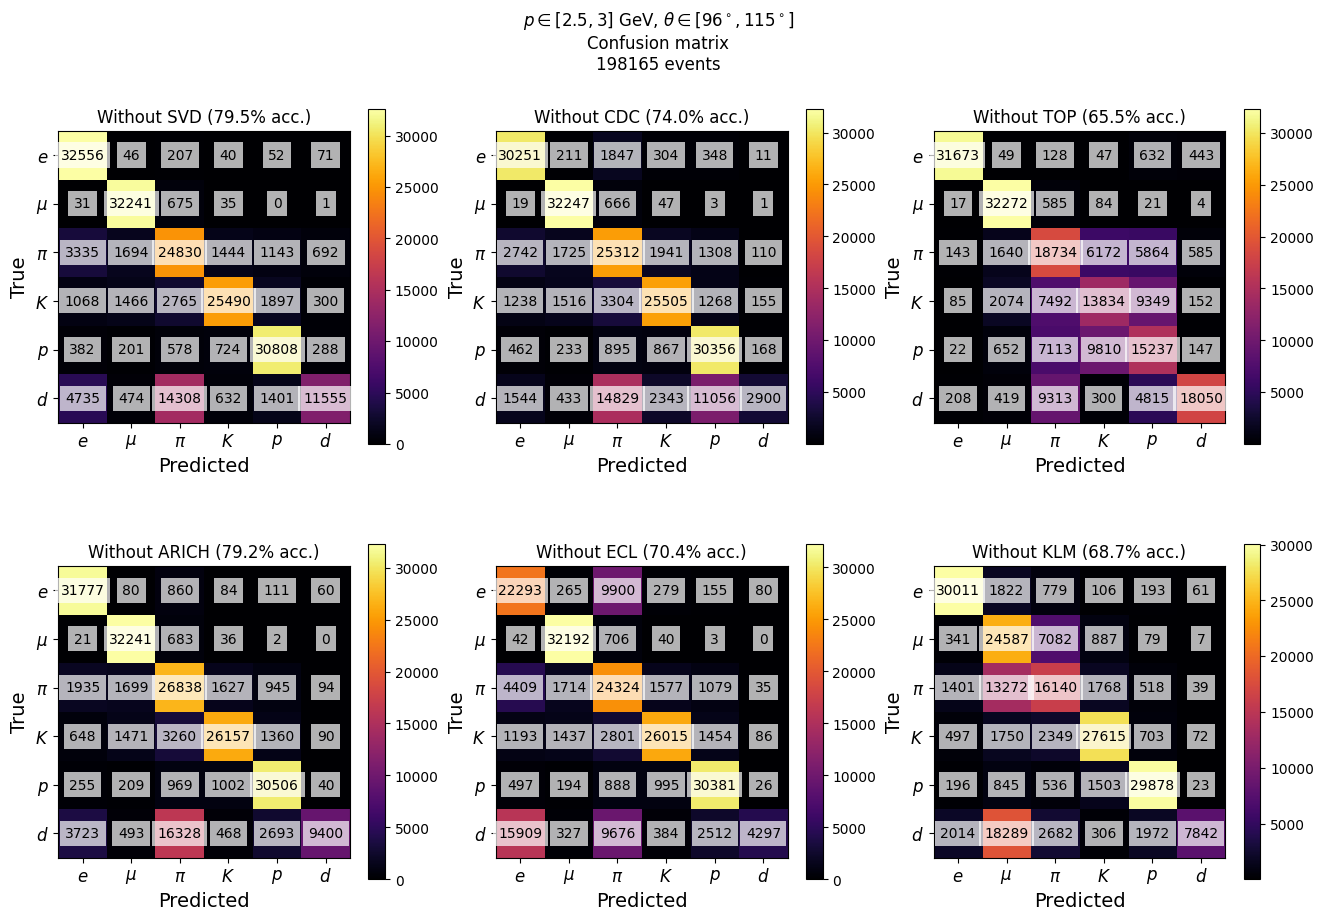 p ∈ [2.5, 3] GeV, θ ∈ [96°, 115°]
Confusion matrix
198165 events
Without SVD (79.5% acc.)
True
e 32556 46 207 40 52 71
μ 31 32241 675 35 0 1
π 3335 1694 24830 1444 1143 692
K 1068 1466 2765 25490 1897 300
p 382 201 578 724 30808 288
d 4735 474 14308 632 1401 11555
e μ π K p d
Predicted
30000
25000
20000
15000
10000
5000
0
Without CDC (74.0% acc.)
True
e 30251 211 1847 304 348 11
μ 19 32247 666 47 3 1
π 2742 1725 25312 1941 1308 110
K 1238 1516 3304 25505 1268 155
p 462 233 895 867 30356 168
d 1544 433 14829 2343 11056 2900
e μ π K p d
Predicted
30000
25000
20000
15000
10000
5000
Without TOP (65.5% acc.)
True
e 31673 49 128 47 632 443
μ 17 32272 585 84 21 4
π 143 1640 18734 6172 5864 585
K 85 2074 7492 13834 9349 152
p 22 652 7113 9810 15237 147
d 208 419 9313 300 4815 18050
e μ π K p d
Predicted
30000
25000
20000
15000
10000
5000
Without ARICH (79.2% acc.)
True
e 31777 80 860 84 111 60
μ 21 32241 683 36 2 0
π 1935 1699 26838 1627 945 94
K 648 1471 3260 26157 1360 90
p 255 209 969 1002 30506 40
d 3723 493 16328 468 2693 9400
e μ π K p d
Predicted
30000
25000
20000
15000
10000
5000
0
Without ECL (70.4% acc.)
True
e 22293 265 9900 279 155 80
μ 42 32192 706 40 3 0
π 4409 1714 24324 1577 1079 35
K 1193 1437 2801 26015 1454 86
p 497 194 888 995 30381 26
d 15909 327 9676 384 2512 4297
e μ π K p d
Predicted
30000
25000
20000
15000
10000
5000
0
Without KLM (68.7% acc.)
True
e 30011 1822 779 106 193 61
μ 341 24587 7082 887 79 7
π 1401 13272 16140 1768 518 39
K 497 1750 2349 27615 703 72
p 196 845 536 1503 29878 23
d 2014 18289 2682 306 1972 7842
e μ π K p d
Predicted
30000
25000
20000
15000
10000
5000